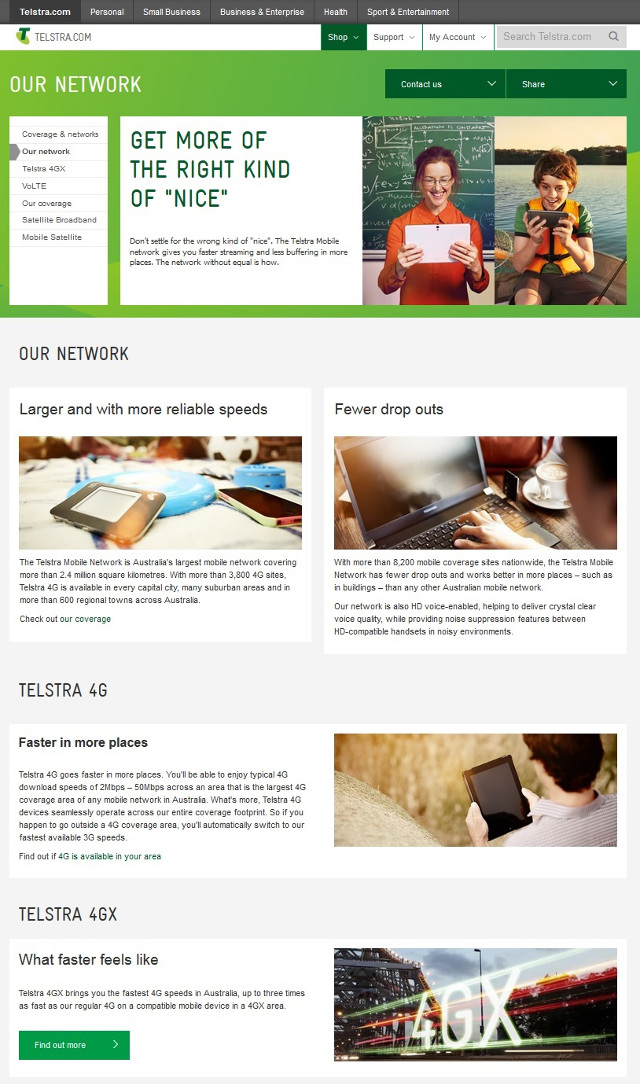 Telstra.com Personal Small Business Business & Enterprise Health Sport & Entertainment
T TELSTRA.COM Shop Support My Account Search Telstra.com
OUR NETWORK
Contact us Share
Coverage & networks
Our network
Telstra 4GX
VoLTE
Our coverage
Satellite Broadband
Mobile Satellite
GET MORE OF
THE RIGHT KIND
OF "NICE"
Don't settle for the wrong kind of "nice". The Telstra Mobile
network gives you faster streaming and less buffering in more
places. The network without equal is how.
OUR NETWORK
Larger and with more reliable speeds
The Telstra Mobile Network is Australia's largest mobile network covering
more than 2.4 million square kilometres. With more than 3,800 4G sites,
Telstra 4G is available in every capital city, many suburban areas and in
more than 600 regional towns across Australia.
Check out our coverage
Fewer drop outs
With more than 8,200 mobile coverage sites nationwide, the Telstra Mobile
Network has fewer drop outs and works better in more places – such as
in buildings – than any other Australian mobile network.
Our network is also HD voice-enabled, helping to deliver crystal clear
voice quality, while providing noise suppression features between
HD-compatible handsets in noisy environments.
TELSTRA 4G
Faster in more places
Telstra 4G goes faster in more places. You'll be able to enjoy typical 4G
download speeds of 2Mbps – 50Mbps across an area that is the largest 4G
coverage area of any mobile network in Australia. What's more, Telstra 4G
devices seamlessly operate across our entire coverage footprint. So if you
happen to go outside a 4G coverage area, you'll automatically switch to our
fastest available 3G speeds.
Find out if 4G is available in your area
TELSTRA 4GX
What faster feels like
Telstra 4GX brings you the fastest 4G speeds in Australia, up to three times
as fast as our regular 4G on a compatible mobile device in a 4GX area.
Find out more
4GX